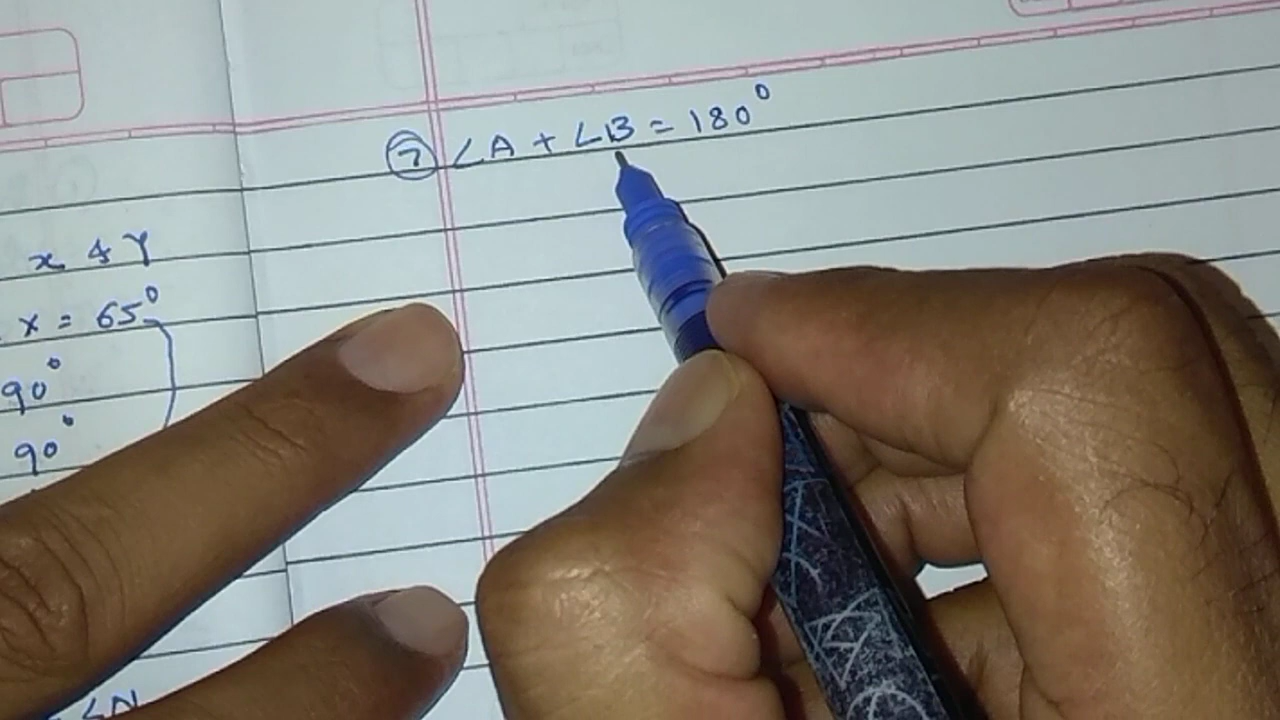 x & Y
x = 65°
90°
90°
∠N
⑦ ∠A + ∠B = 180°